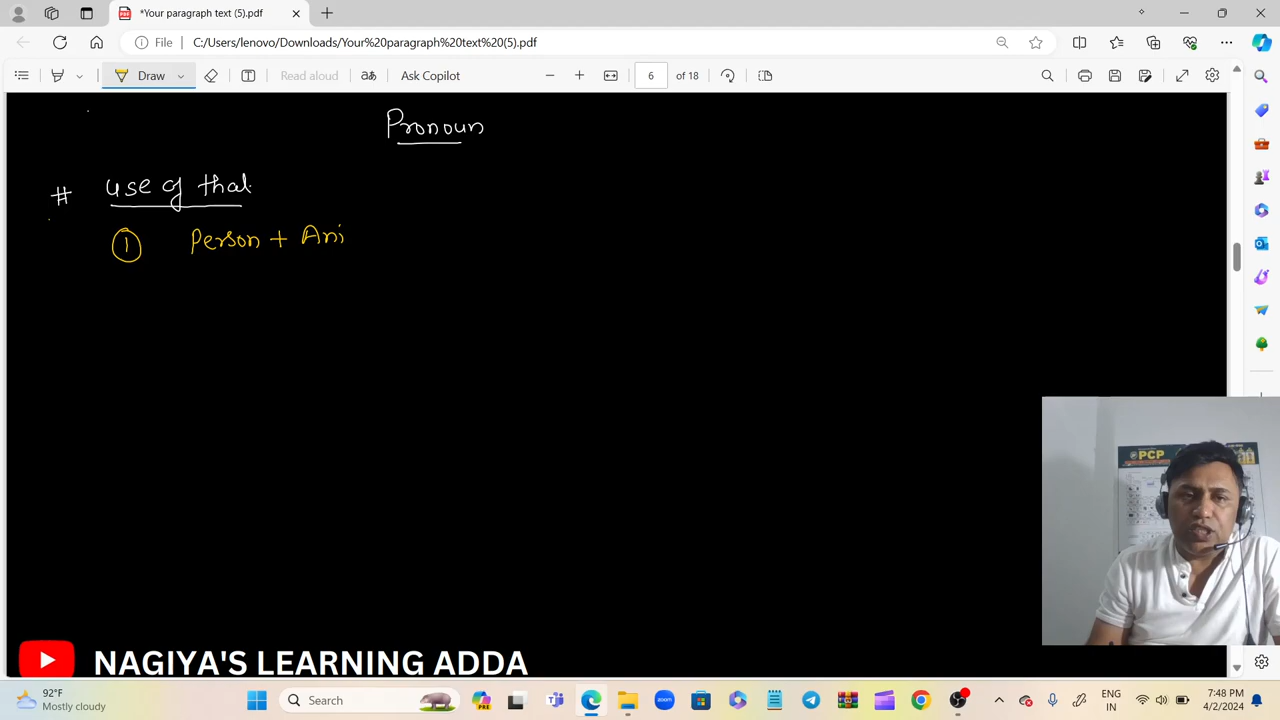 *Your paragraph text (5).pdf
File C:/Users/lenovo/Downloads/Your%20paragraph%20text%20(5).pdf
Draw Read aloud Ask Copilot 6 of 18
Pronoun
# use of that
① Person + Ani
PCP
NAGIYA'S LEARNING ADDA
92°F
Mostly cloudy
Search
ENG
IN
7:48 PM
4/2/2024